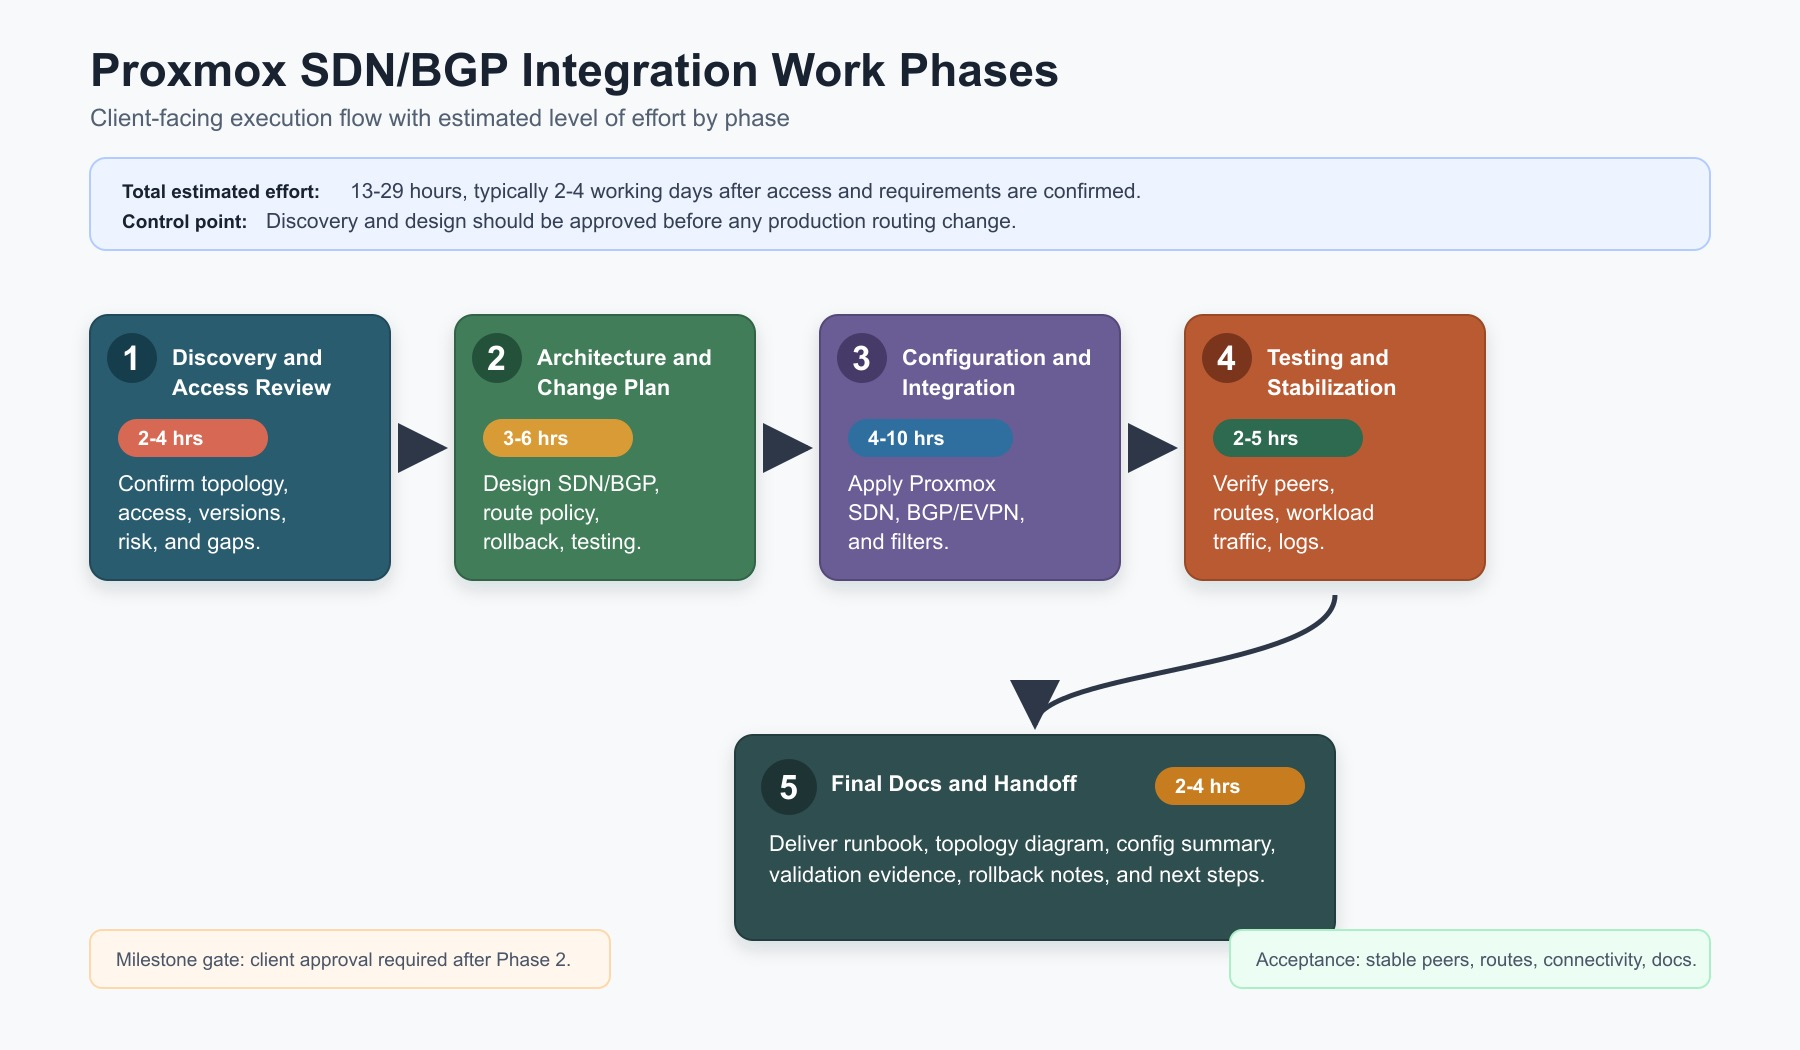 Proxmox SDN/BGP Integration Work Phases
Client-facing execution flow with estimated level of effort by phase
Total estimated effort: 13-29 hours, typically 2-4 working days after access and requirements are confirmed.
Control point: Discovery and design should be approved before any production routing change.
1
Discovery and
Access Review
2-4 hrs
Confirm topology,
access, versions,
risk, and gaps.
2
Architecture and
Change Plan
3-6 hrs
Design SDN/BGP,
route policy,
rollback, testing.
3
Configuration and
Integration
4-10 hrs
Apply Proxmox
SDN, BGP/EVPN,
and filters.
4
Testing and
Stabilization
2-5 hrs
Verify peers,
routes, workload
traffic, logs.
5
Final Docs and Handoff
2-4 hrs
Deliver runbook, topology diagram, config summary,
validation evidence, rollback notes, and next steps.
Milestone gate: client approval required after Phase 2.
Acceptance: stable peers, routes, connectivity, docs.